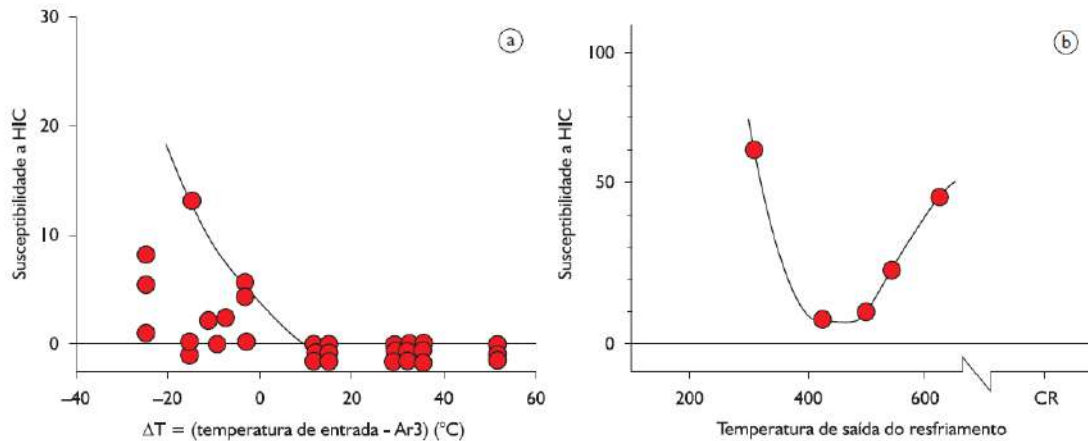 30
20
10
0
Susceptibilidade a HIC
a
−40 −20 0 20 40 60
ΔT = (temperatura de entrada - Ar3) (°C)
100
50
0
Susceptibilidade a HIC
b
200 400 600 CR
Temperatura de saída do resfriamento